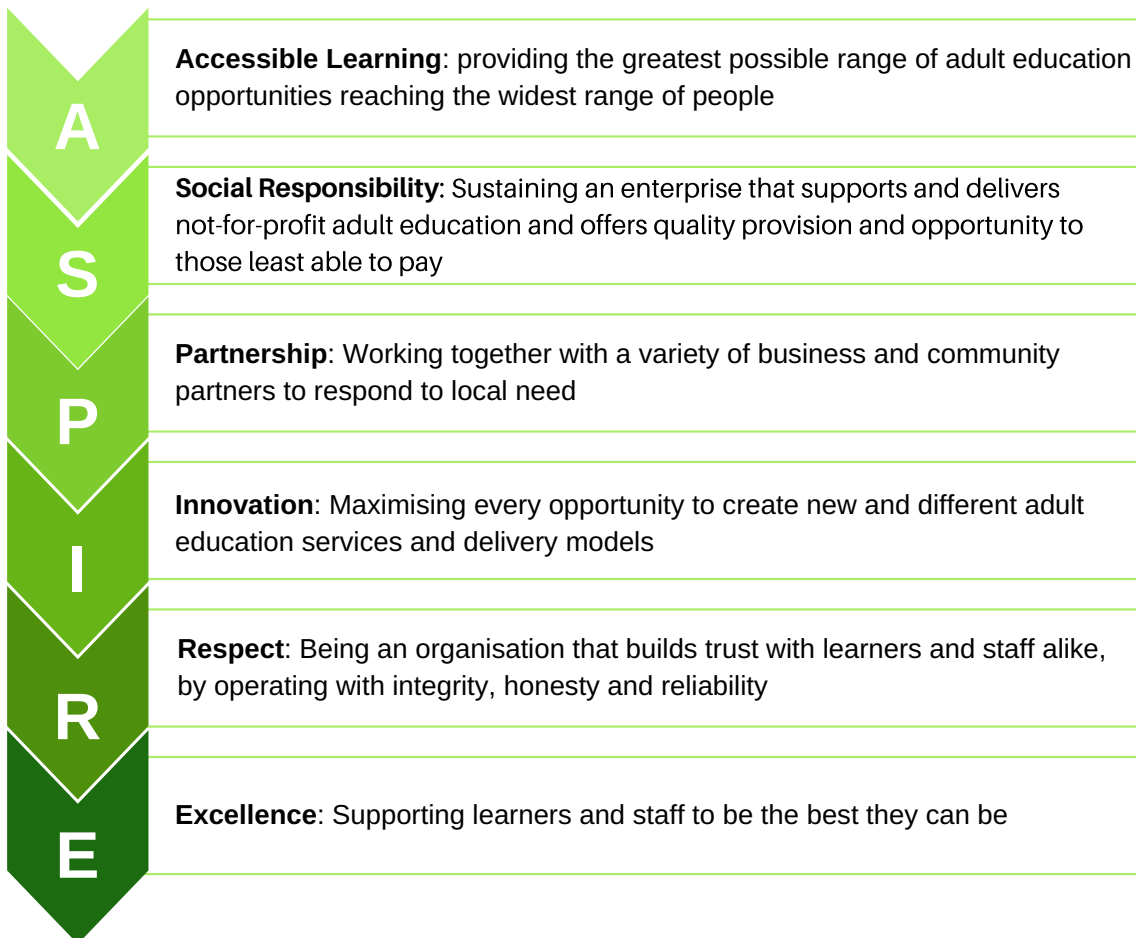 A
Accessible Learning: providing the greatest possible range of adult education
opportunities reaching the widest range of people
S
Social Responsibility: Sustaining an enterprise that supports and delivers
not-for-profit adult education and offers quality provision and opportunity to
those least able to pay
P
Partnership: Working together with a variety of business and community
partners to respond to local need
I
Innovation: Maximising every opportunity to create new and different adult
education services and delivery models
R
Respect: Being an organisation that builds trust with learners and staff alike,
by operating with integrity, honesty and reliability
E
Excellence: Supporting learners and staff to be the best they can be